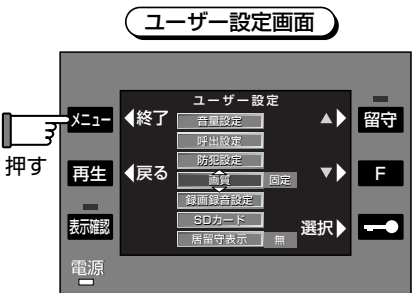 ユーザー設定画面
ユーザー設定
メニュー
終了
音量設定
留守
呼出設定
押す
再生
戻る
防犯設定
画質
固定
F
録画録音設定
表示確認
SDカード
選択
居留守表示
無
電源